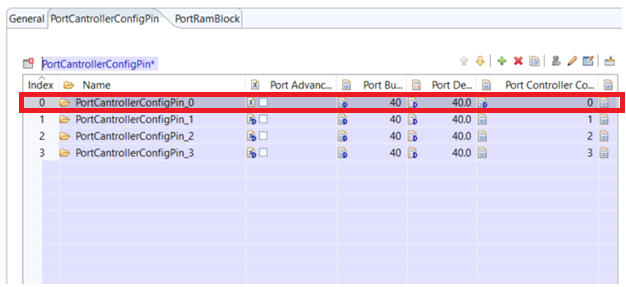 General PortCantrollerConfigPin PortRamBlock
PortCantrollerConfigPin*
Index Name Port Advanc... Port Bu... Port De... Port Controller Co...
0 PortCantrollerConfigPin_0 40 40.0 0
1 PortCantrollerConfigPin_1 40 40.0 1
2 PortCantrollerConfigPin_2 40 40.0 2
3 PortCantrollerConfigPin_3 40 40.0 3